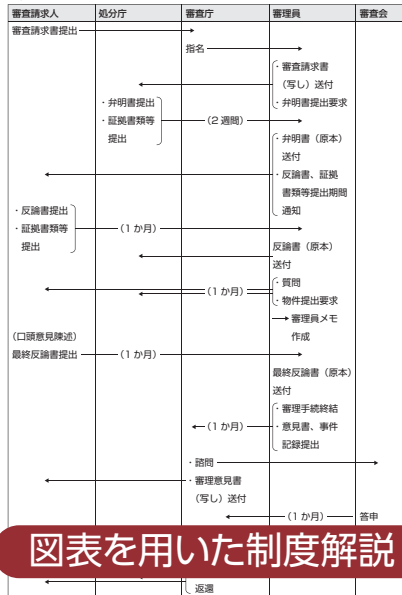 審査請求人 処分庁 審査庁 審理員 審査会
審査請求書提出
指名
・審査請求書
（写し）送付
・弁明書提出要求
・弁明書提出
・証拠書類等
提出
（2 週間）
・弁明書（原本）
送付
・反論書、証拠
書類等提出期間
通知
・反論書提出
・証拠書類等
提出
（1 か月）
反論書（原本）
送付
・質問
・物件提出要求
（1 か月）
審理員メモ
作成
（口頭意見陳述）
最終反論書提出
（1 か月）
最終反論書（原本）
送付
・審理手続終結
・意見書、事件
記録提出
（1 か月）
・諮問
・審理意見書
（写し）送付
（1 か月）
答申
図表を用いた制度解説
返還